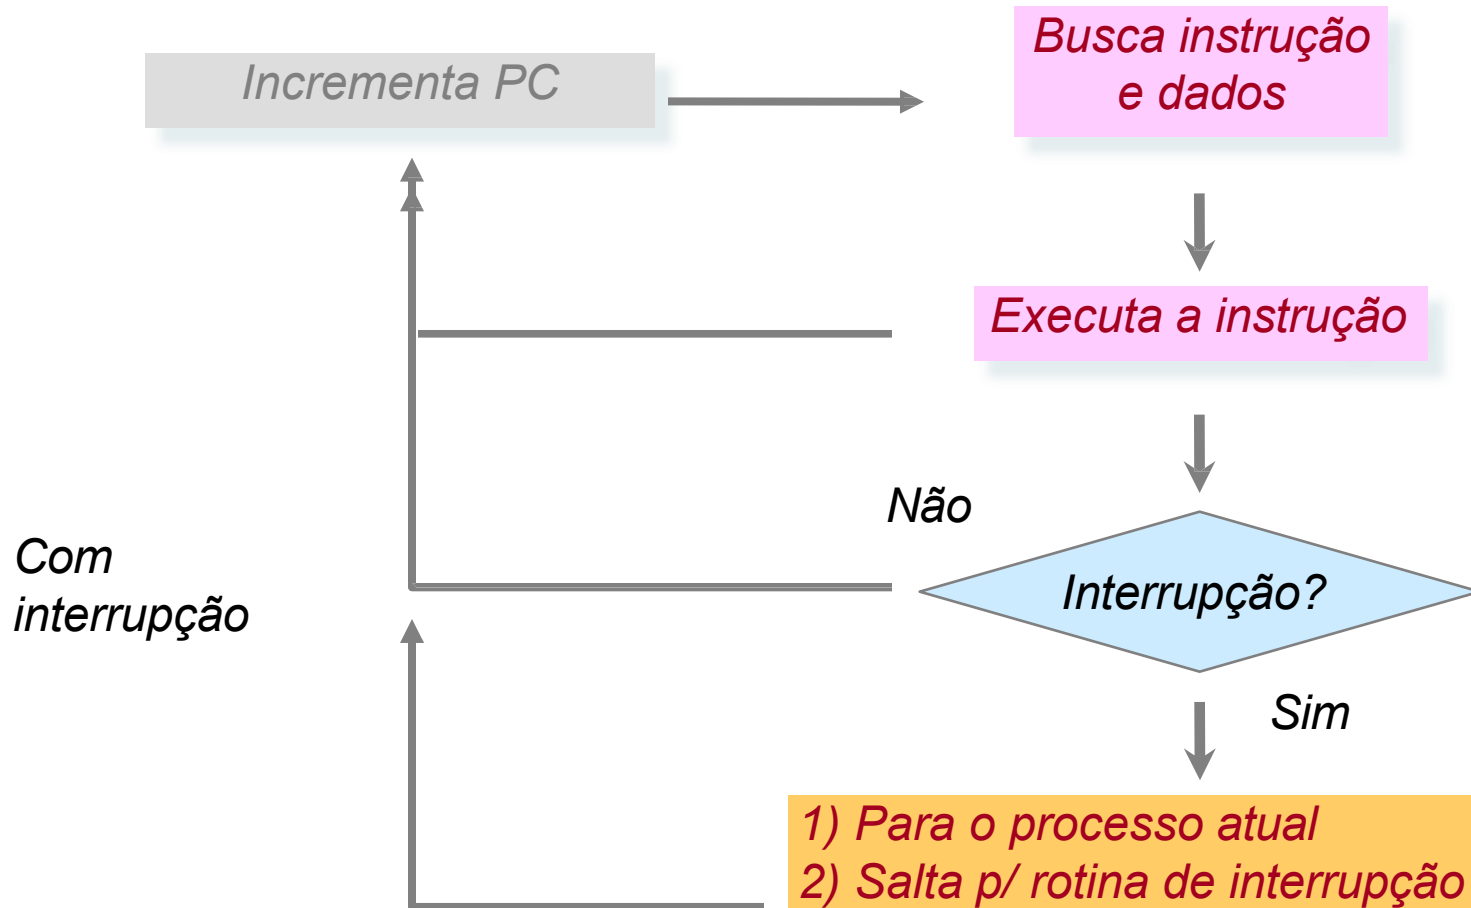 Incrementa PC
Busca instrução
e dados
Executa a instrução
Não
Com
interrupção
Interrupção?
Sim
1) Para o processo atual
2) Salta p/ rotina de interrupção